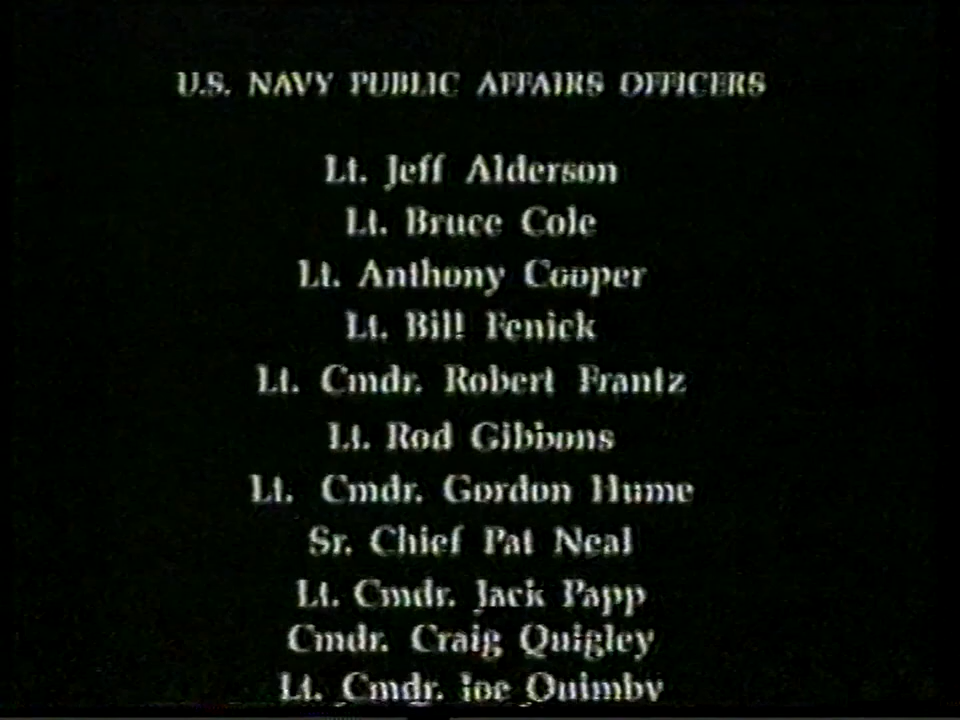 U.S. NAVY PUBLIC AFFAIRS OFFICERS
Lt. Jeff Alderson
Lt. Bruce Cole
Lt. Anthony Cooper
Lt. Bill Fenick
Lt. Cmdr. Robert Frantz
Lt. Rod Gibbons
Lt. Cmdr. Gordon Hume
Sr. Chief Pat Neal
Lt. Cmdr. Jack Papp
Cmdr. Craig Quigley
Lt. Cmdr. Joe Quimby